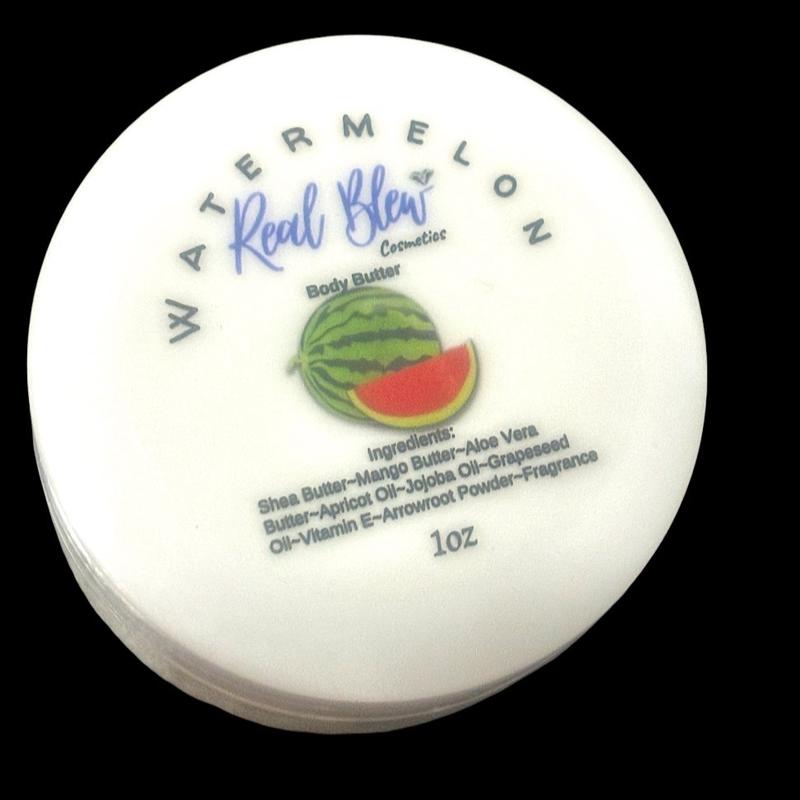 WATERMELON
Real Blew
Cosmetics
Body Butter
Ingredients:
Shea Butter~Mango Butter~Aloe Vera
Butter~Apricot Oil~Jojoba Oil~Grapeseed
Oil~Vitamin E~Arrowroot Powder~Fragrance
1oz